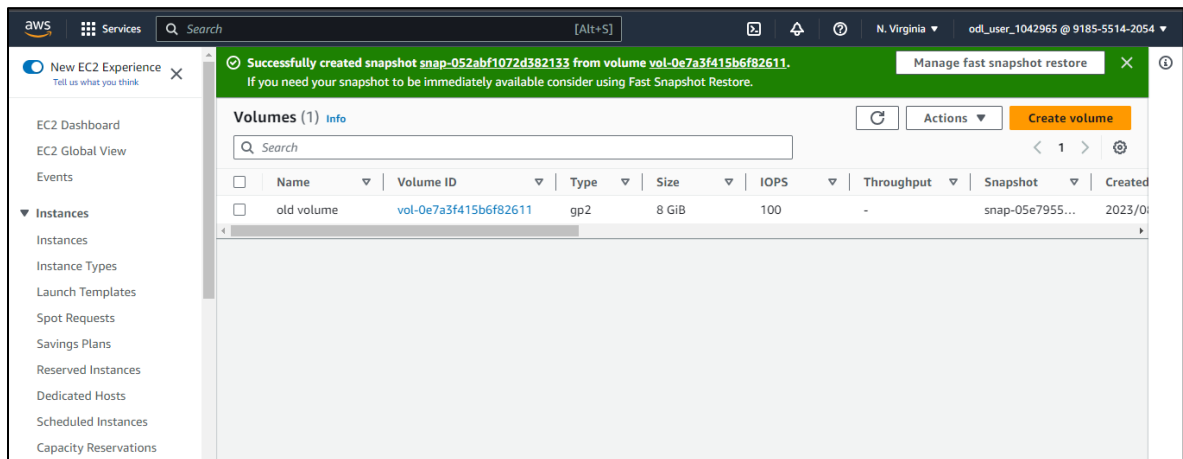 aws Services Search [Alt+S] N. Virginia ▼ odl_user_1042965 @ 9185-5514-2054 ▼
New EC2 Experience
Tell us what you think
EC2 Dashboard
EC2 Global View
Events
▼ Instances
Instances
Instance Types
Launch Templates
Spot Requests
Savings Plans
Reserved Instances
Dedicated Hosts
Scheduled Instances
Capacity Reservations
Successfully created snapshot snap-052abf1072d382133 from volume vol-0e7a3f415b6f82611. Manage fast snapshot restore
If you need your snapshot to be immediately available consider using Fast Snapshot Restore.
Volumes (1) Info Actions ▼ Create volume
Search 1
Name Volume ID Type Size IOPS Throughput Snapshot Created
old volume vol-0e7a3f415b6f82611 gp2 8 GiB 100 - snap-05e7955... 2023/08